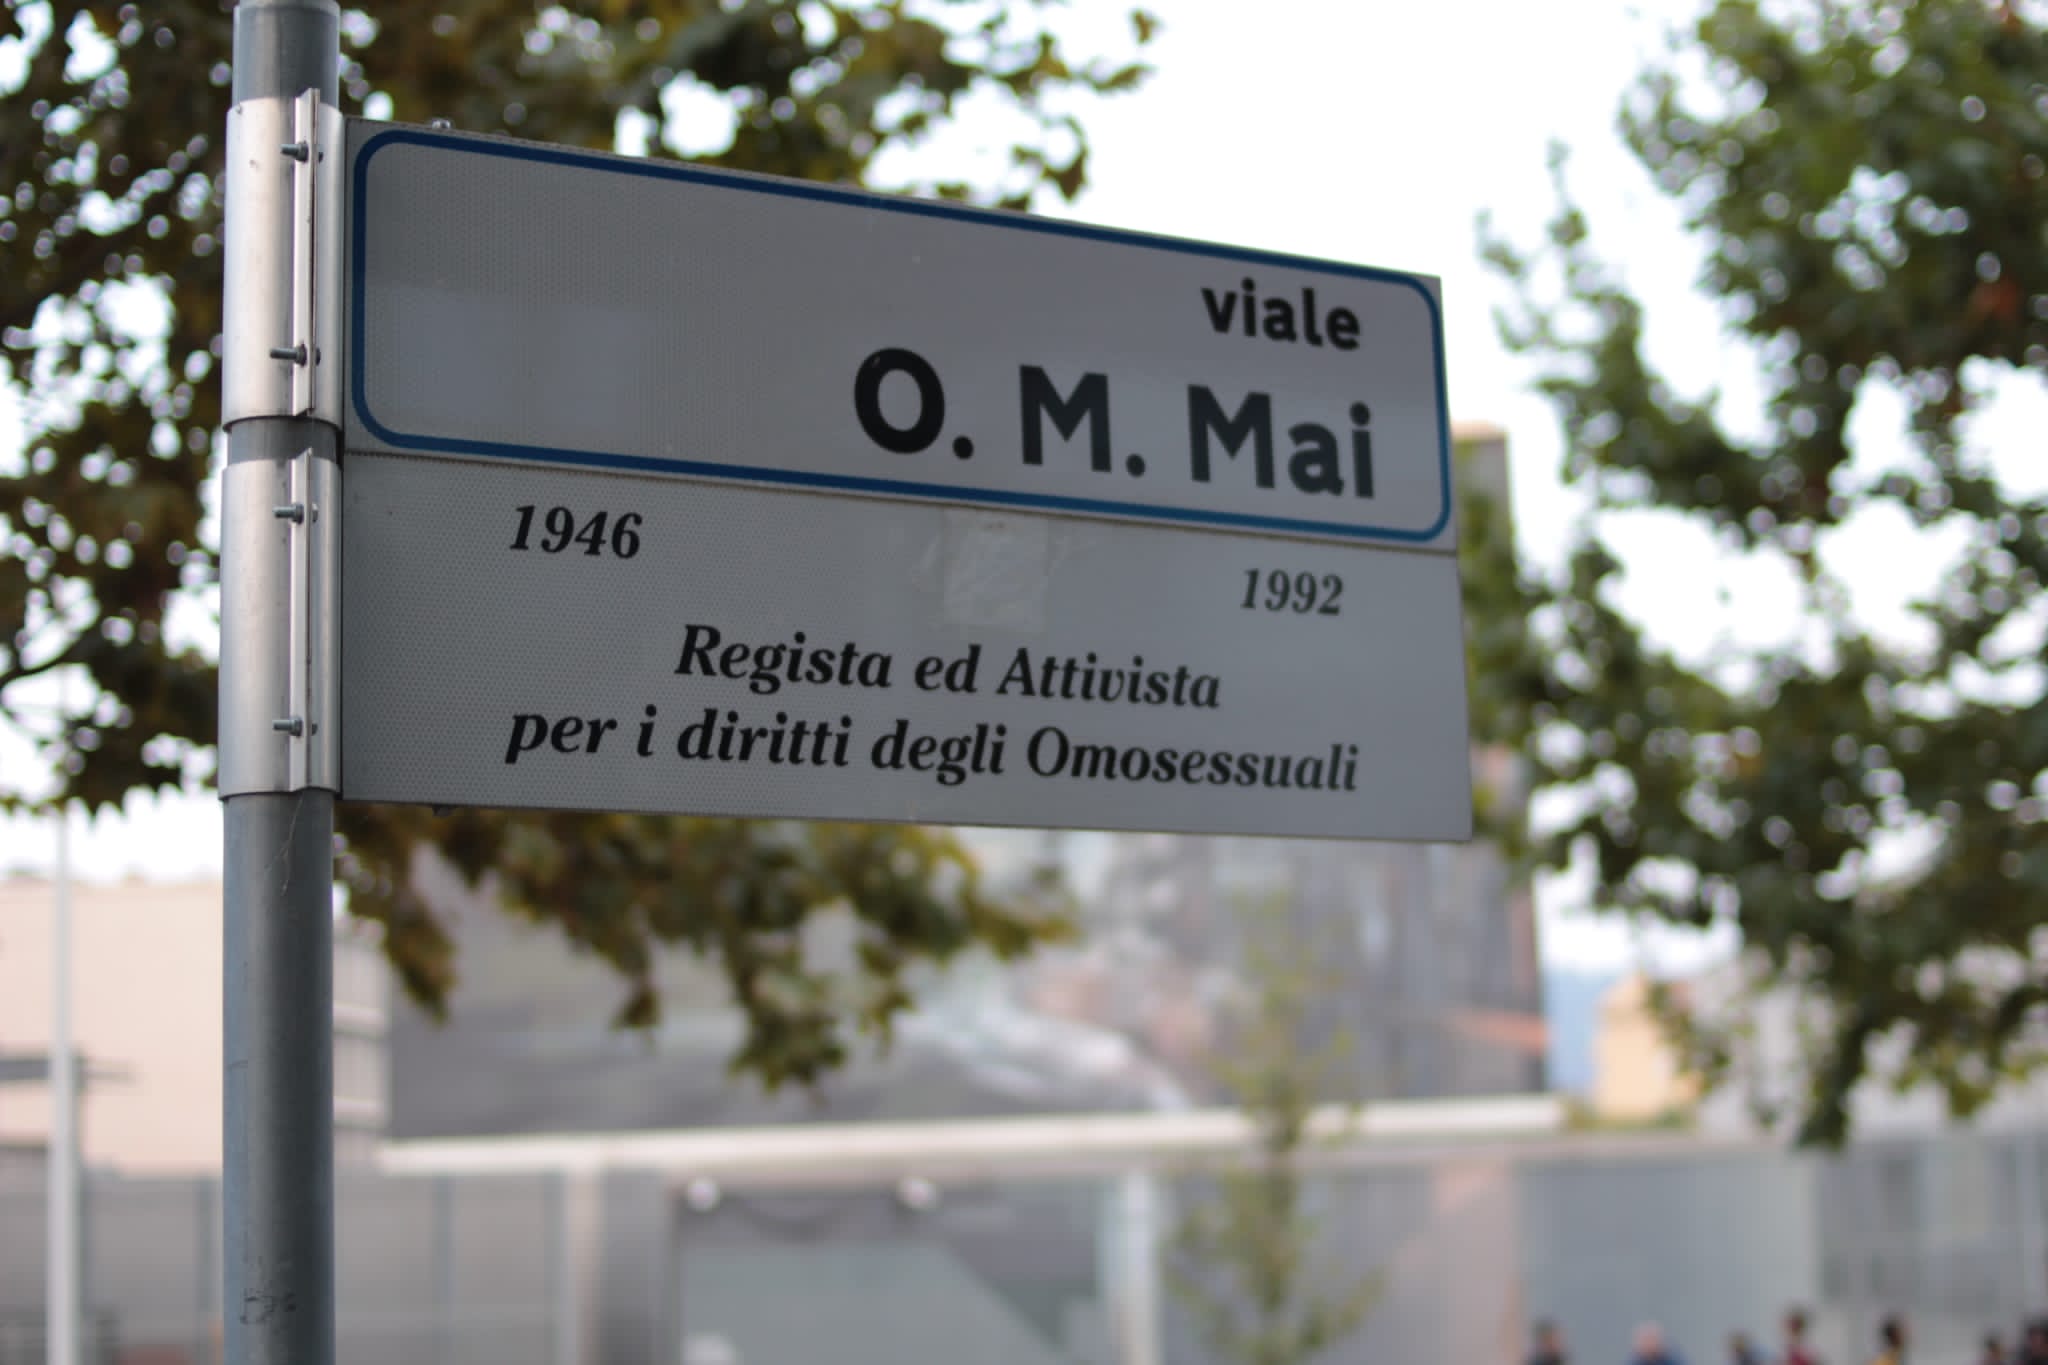 viale
O. M. Mai
1946 1992
Regista ed Attivista
per i diritti degli Omosessuali